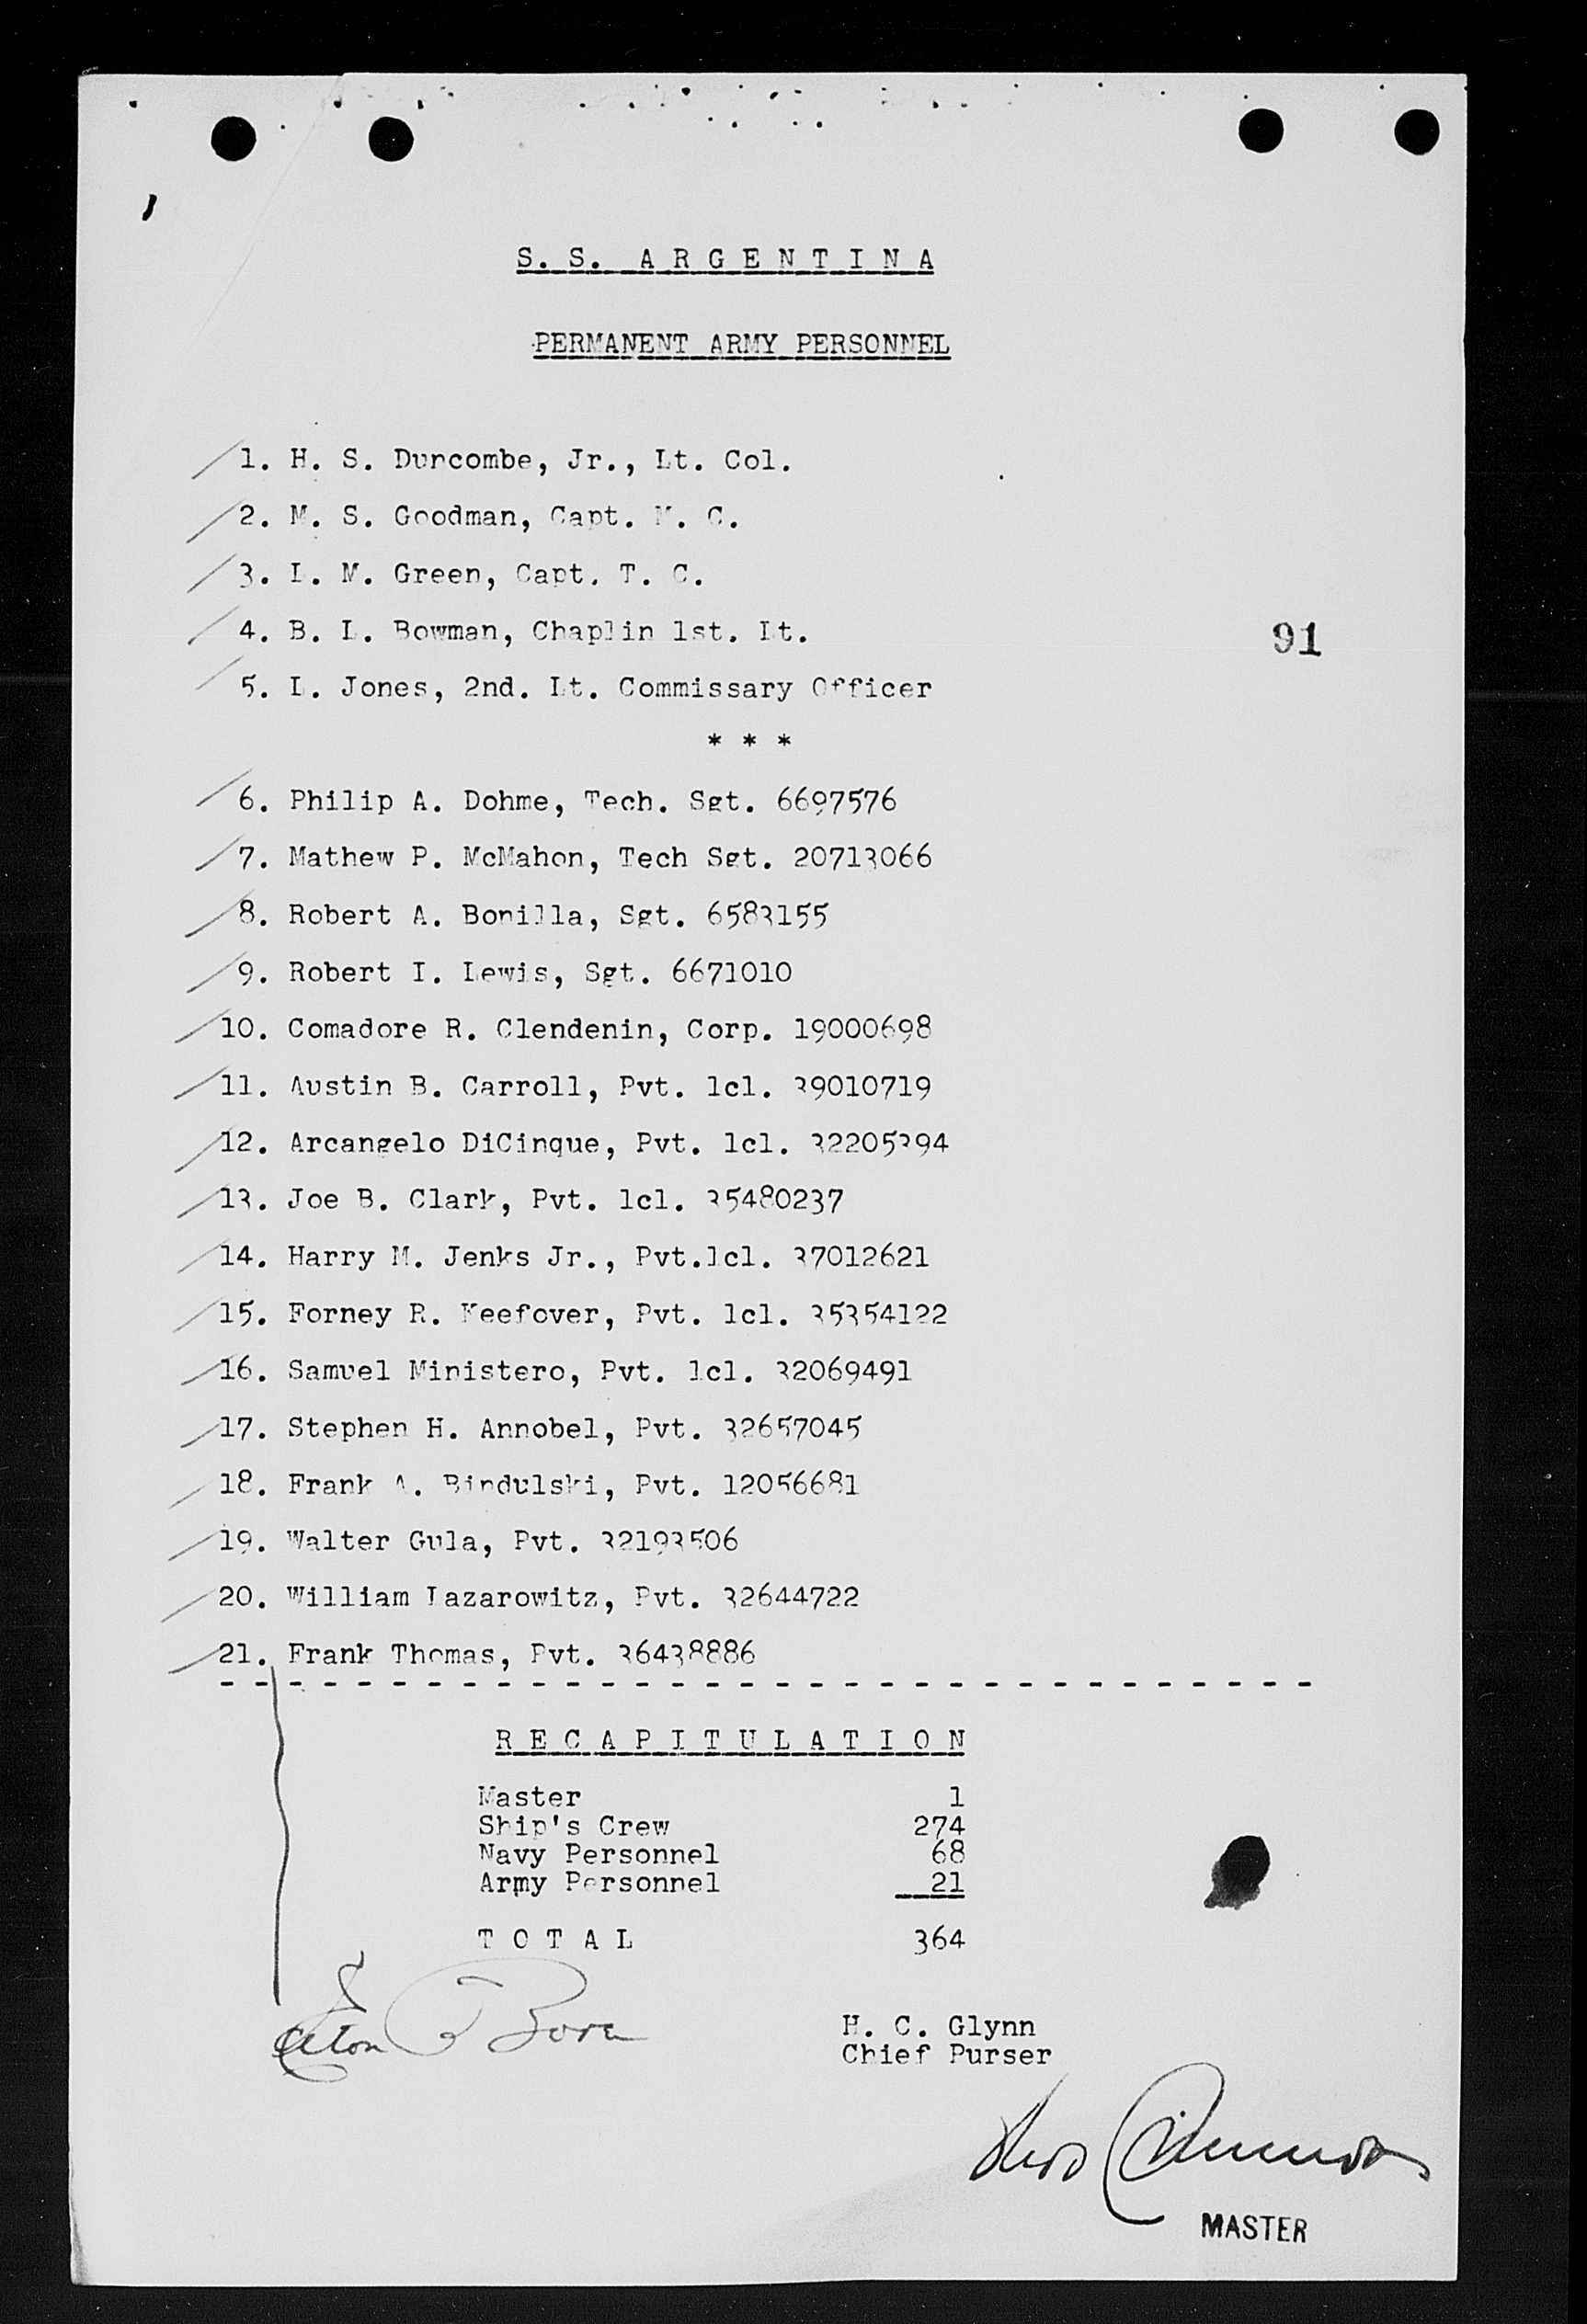 S. S. ARGENTINA
PERMANENT ARMY PERSONNEL
1. H. S. Duncombe, Jr., Lt. Col.
2. M. S. Goodman, Capt. M. C.
3. L. M. Green, Capt. T. C.
4. B. L. Bowman, Chaplin 1st. Lt.
91
5. L. Jones, 2nd. Lt. Commissary Officer
* * *
6. Philip A. Dohme, Tech. Sgt. 6697576
7. Mathew P. McMahon, Tech Sgt. 20713066
8. Robert A. Bonilla, Sgt. 6583155
9. Robert I. Lewis, Sgt. 6671010
10. Comadore R. Clendenin, Corp. 19000698
11. Austin B. Carroll, Pvt. 1cl. 39010719
12. Arcangelo DiCinque, Pvt. 1cl. 32205394
13. Joe B. Clark, Pvt. 1cl. 35480237
14. Harry M. Jenks Jr., Pvt.1cl. 37012621
15. Forney R. Keefover, Pvt. 1cl. 35354122
16. Samuel Ministero, Pvt. 1cl. 32069491
17. Stephen H. Annobel, Pvt. 32657045
18. Frank A. Bindulski, Pvt. 12056681
19. Walter Gula, Pvt. 32193506
20. William Lazarowitz, Pvt. 32644722
21. Frank Thomas, Pvt. 36438886
RECAPITULATION
Master 1
Ship's Crew 274
Navy Personnel 68
Army Personnel 21
TOTAL 364
H. C. Glynn
Chief Purser
MASTER